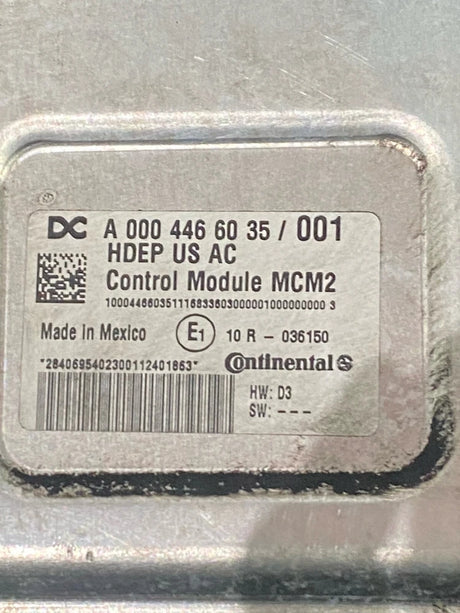 DC A 000 446 60 35 / 001
HDEP US AC
Control Module MCM2
10004466035111683360300000100000000 3
Made In Mexico E1 10 R - 036150
*2840695402300112401863* Continental
HW: D3
SW: ---